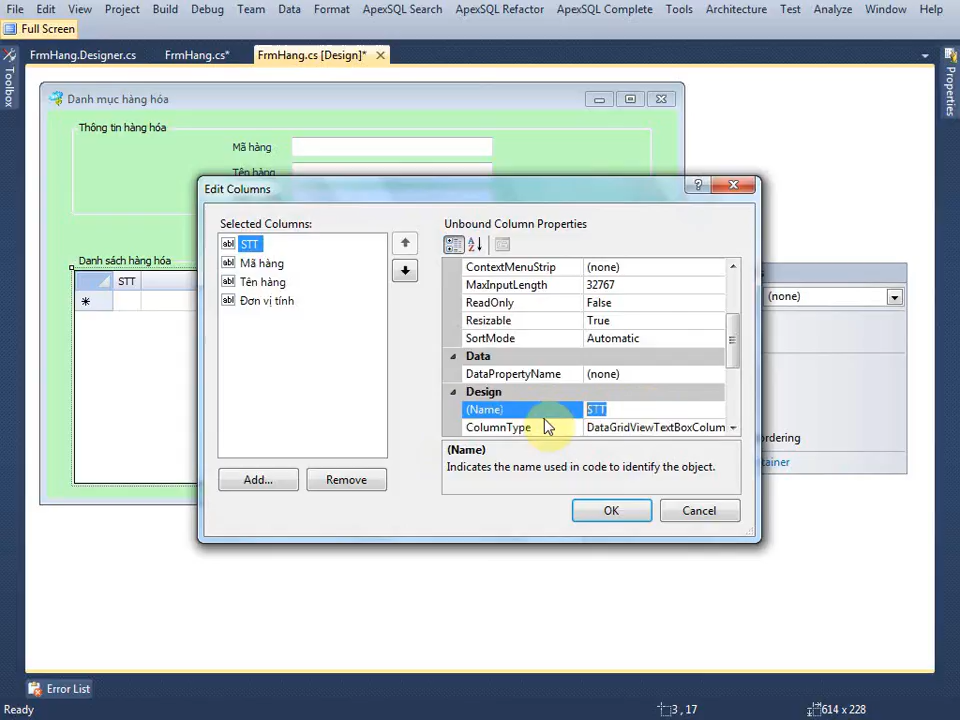 File Edit View Project Build Debug Team Data Format ApexSQL Search ApexSQL Refactor ApexSQL Complete Tools Architecture Test Analyze Window Help
Full Screen
FrmHang.Designer.cs FrmHang.cs* FrmHang.cs [Design]*
Toolbox
Properties
Danh mục hàng hóa
Thông tin hàng hóa
Mã hàng
Tên hàng
Danh sách hàng hóa
STT
Edit Columns
Selected Columns:
STT
Mã hàng
Tên hàng
Đơn vị tính
Add... Remove
Unbound Column Properties
ContextMenuStrip (none)
MaxInputLength 32767
ReadOnly False
Resizable True
SortMode Automatic
Data
DataPropertyName (none)
Design
(Name) STT
ColumnType DataGridViewTextBoxColum
(Name)
Indicates the name used in code to identify the object.
OK Cancel
(none)
Error List
Ready 3 , 17 614 x 228